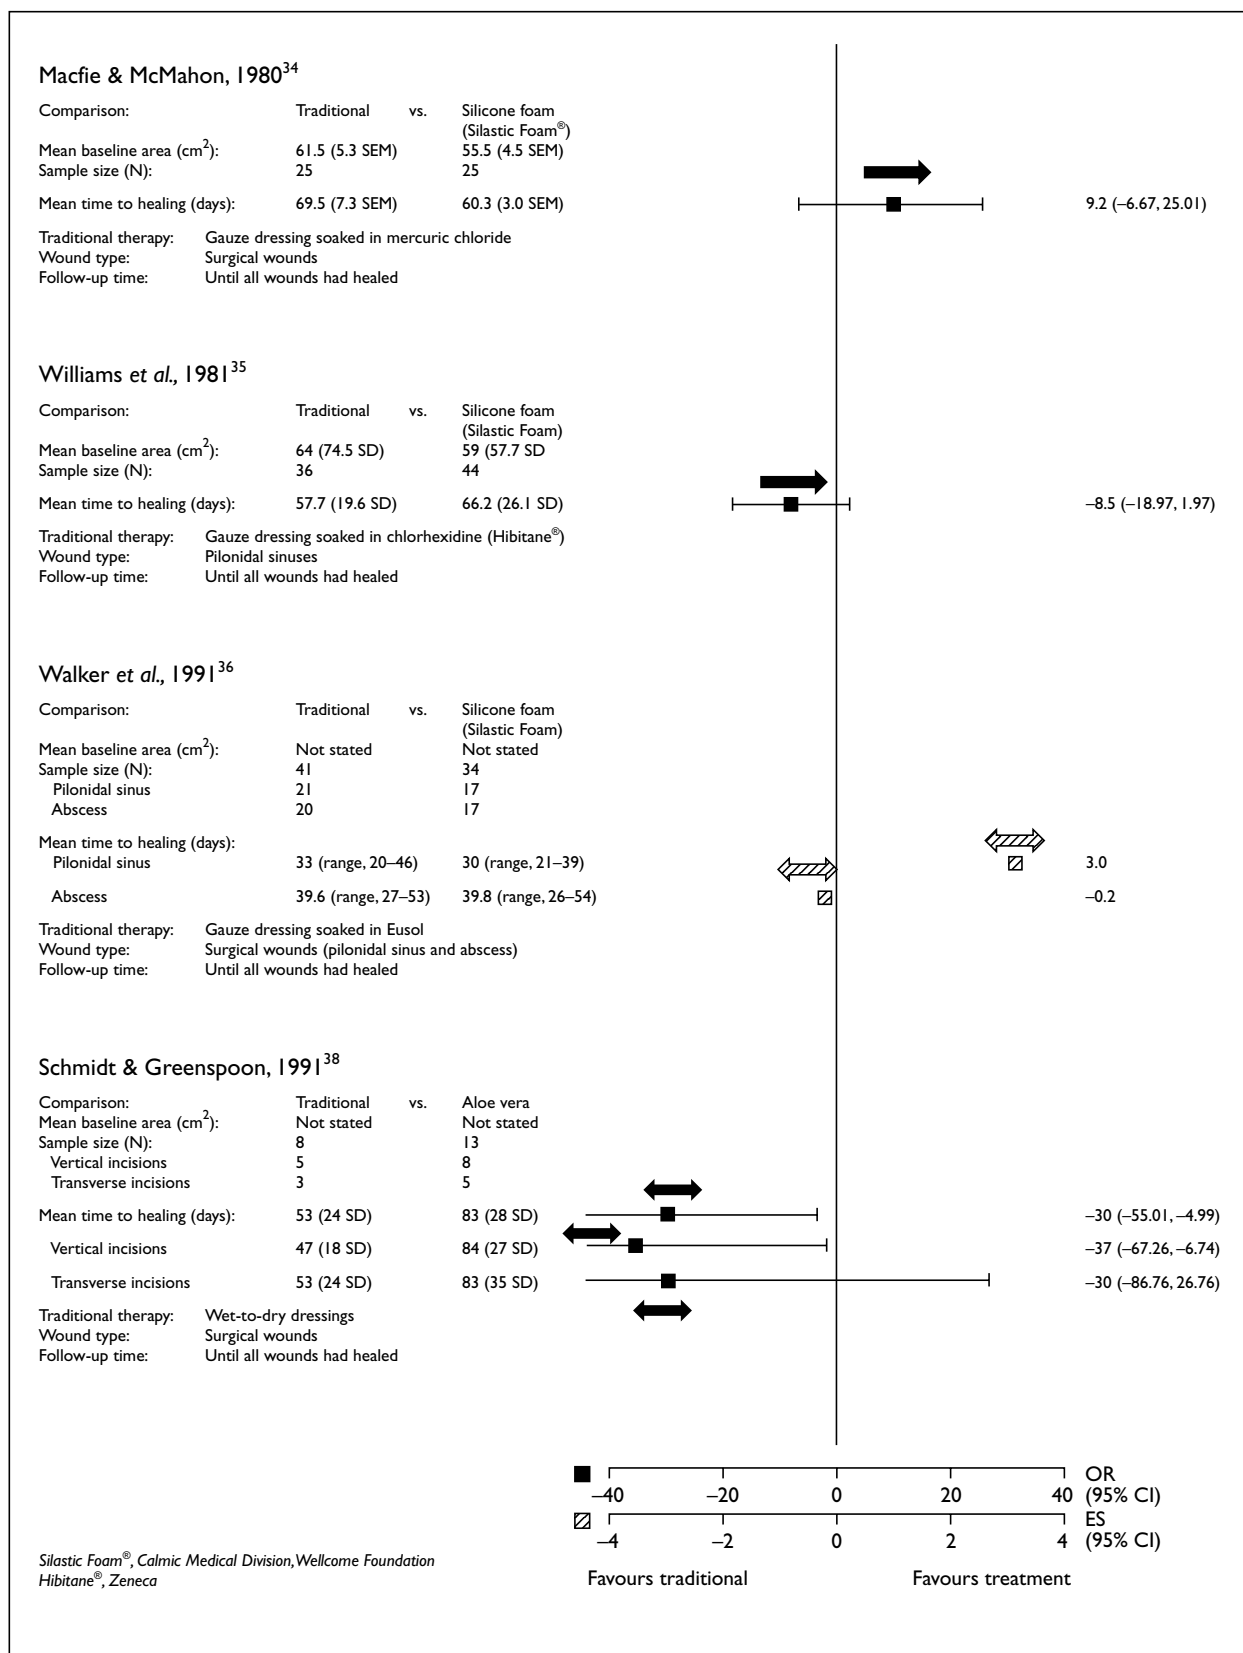 Macfie & McMahon, 1980³⁴
Comparison: Traditional vs. Silicone foam
(Silastic Foam®)
Mean baseline area (cm²): 61.5 (5.3 SEM) 55.5 (4.5 SEM)
Sample size (N): 25 25
Mean time to healing (days): 69.5 (7.3 SEM) 60.3 (3.0 SEM) 9.2 (–6.67, 25.01)
Traditional therapy: Gauze dressing soaked in mercuric chloride
Wound type: Surgical wounds
Follow-up time: Until all wounds had healed
Williams et al., 1981³⁵
Comparison: Traditional vs. Silicone foam
(Silastic Foam)
Mean baseline area (cm²): 64 (74.5 SD) 59 (57.7 SD
Sample size (N): 36 44
Mean time to healing (days): 57.7 (19.6 SD) 66.2 (26.1 SD) –8.5 (–18.97, 1.97)
Traditional therapy: Gauze dressing soaked in chlorhexidine (Hibitane®)
Wound type: Pilonidal sinuses
Follow-up time: Until all wounds had healed
Walker et al., 1991³⁶
Comparison: Traditional vs. Silicone foam
(Silastic Foam)
Mean baseline area (cm²): Not stated Not stated
Sample size (N): 41 34
Pilonidal sinus 21 17
Abscess 20 17
Mean time to healing (days):
Pilonidal sinus 33 (range, 20–46) 30 (range, 21–39) 3.0
Abscess 39.6 (range, 27–53) 39.8 (range, 26–54) –0.2
Traditional therapy: Gauze dressing soaked in Eusol
Wound type: Surgical wounds (pilonidal sinus and abscess)
Follow-up time: Until all wounds had healed
Schmidt & Greenspoon, 1991³⁸
Comparison: Traditional vs. Aloe vera
Mean baseline area (cm²): Not stated Not stated
Sample size (N): 8 13
Vertical incisions 5 8
Transverse incisions 3 5
Mean time to healing (days): 53 (24 SD) 83 (28 SD) –30 (–55.01, –4.99)
Vertical incisions 47 (18 SD) 84 (27 SD) –37 (–67.26, –6.74)
Transverse incisions 53 (24 SD) 83 (35 SD) –30 (–86.76, 26.76)
Traditional therapy: Wet-to-dry dressings
Wound type: Surgical wounds
Follow-up time: Until all wounds had healed
OR
–40 –20 0 20 40 (95% CI)
ES
–4 –2 0 2 4 (95% CI)
Silastic Foam®, Calmic Medical Division, Wellcome Foundation
Hibitane®, Zeneca
Favours traditional Favours treatment